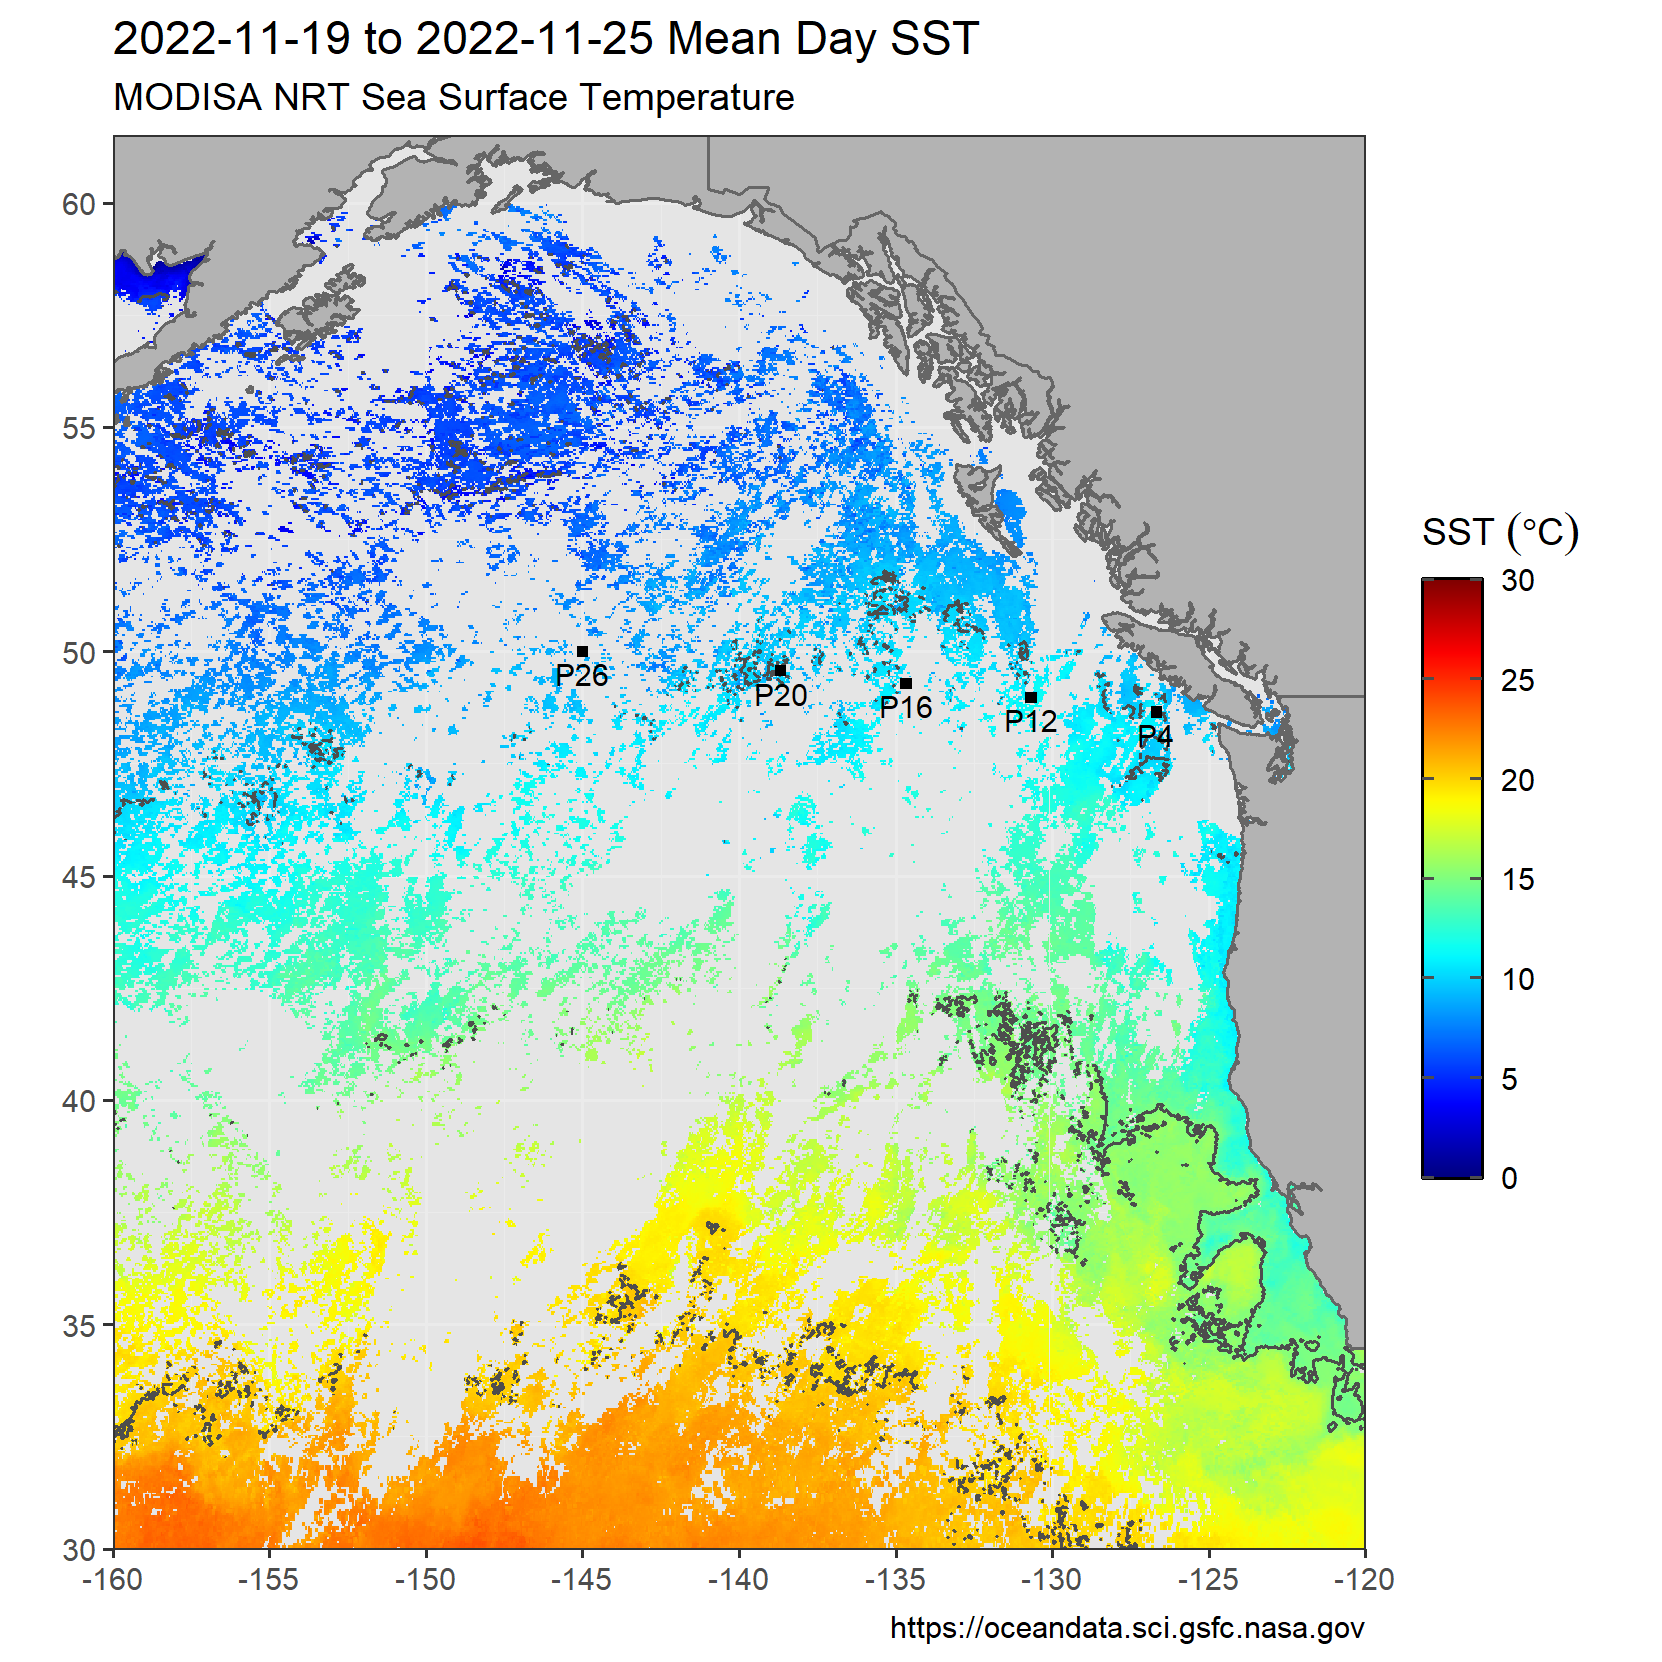 2022-11-19 to 2022-11-25 Mean Day SST
MODISA NRT Sea Surface Temperature
60
55
50
45
40
35
30
-160
-155
-150
-145
-140
-135
-130
-125
-120
P26
P20
P16
P12
P4
SST (°C)
30
25
20
15
10
5
0
https://oceandata.sci.gsfc.nasa.gov